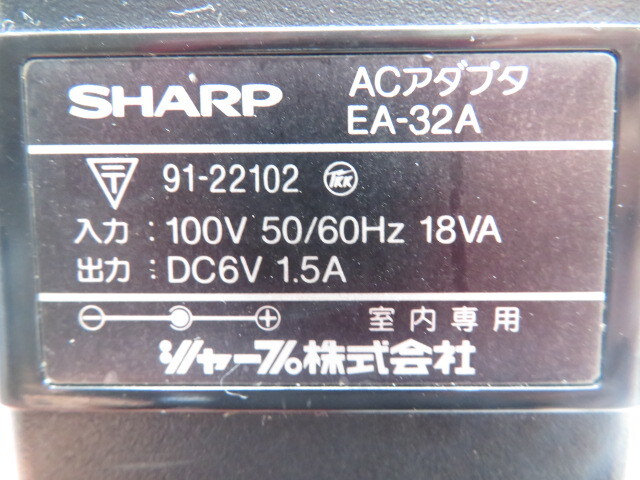 SHARP ACアダプタ
EA-32A
〒 91-22102 TKK
入力：100V 50/60Hz 18VA
出力：DC6V 1.5A
室内専用
シャープ株式会社